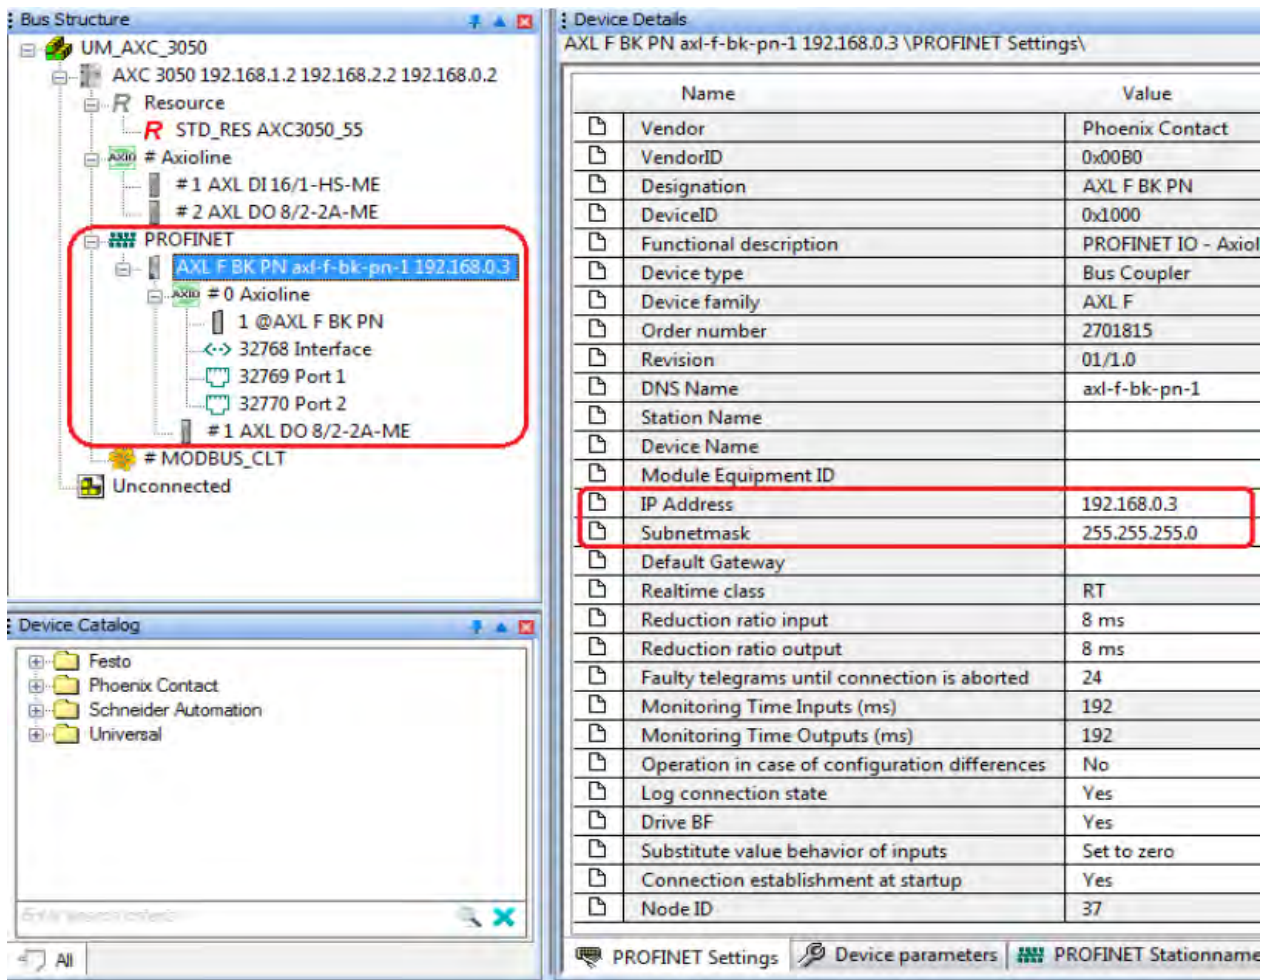 Bus Structure
UM_AXC_3050
AXC 3050 192.168.1.2 192.168.2.2 192.168.0.2
Resource
STD_RES AXC3050_55
AXIO # Axioline
# 1 AXL DI 16/1-HS-ME
# 2 AXL DO 8/2-2A-ME
PROFINET
AXL F BK PN axl-f-bk-pn-1 192.168.0.3
AXIO # 0 Axioline
1 @AXL F BK PN
32768 Interface
32769 Port 1
32770 Port 2
# 1 AXL DO 8/2-2A-ME
# MODBUS_CLT
Unconnected
Device Catalog
Festo
Phoenix Contact
Schneider Automation
Universal
All
Device Details
AXL F BK PN axl-f-bk-pn-1 192.168.0.3 \PROFINET Settings\
Name Value
Vendor Phoenix Contact
VendorID 0x00B0
Designation AXL F BK PN
DeviceID 0x1000
Functional description PROFINET IO - Axiol
Device type Bus Coupler
Device family AXL F
Order number 2701815
Revision 01/1.0
DNS Name axl-f-bk-pn-1
Station Name
Device Name
Module Equipment ID
IP Address 192.168.0.3
Subnetmask 255.255.255.0
Default Gateway
Realtime class RT
Reduction ratio input 8 ms
Reduction ratio output 8 ms
Faulty telegrams until connection is aborted 24
Monitoring Time Inputs (ms) 192
Monitoring Time Outputs (ms) 192
Operation in case of configuration differences No
Log connection state Yes
Drive BF Yes
Substitute value behavior of inputs Set to zero
Connection establishment at startup Yes
Node ID 37
PROFINET Settings Device parameters PROFINET Stationname